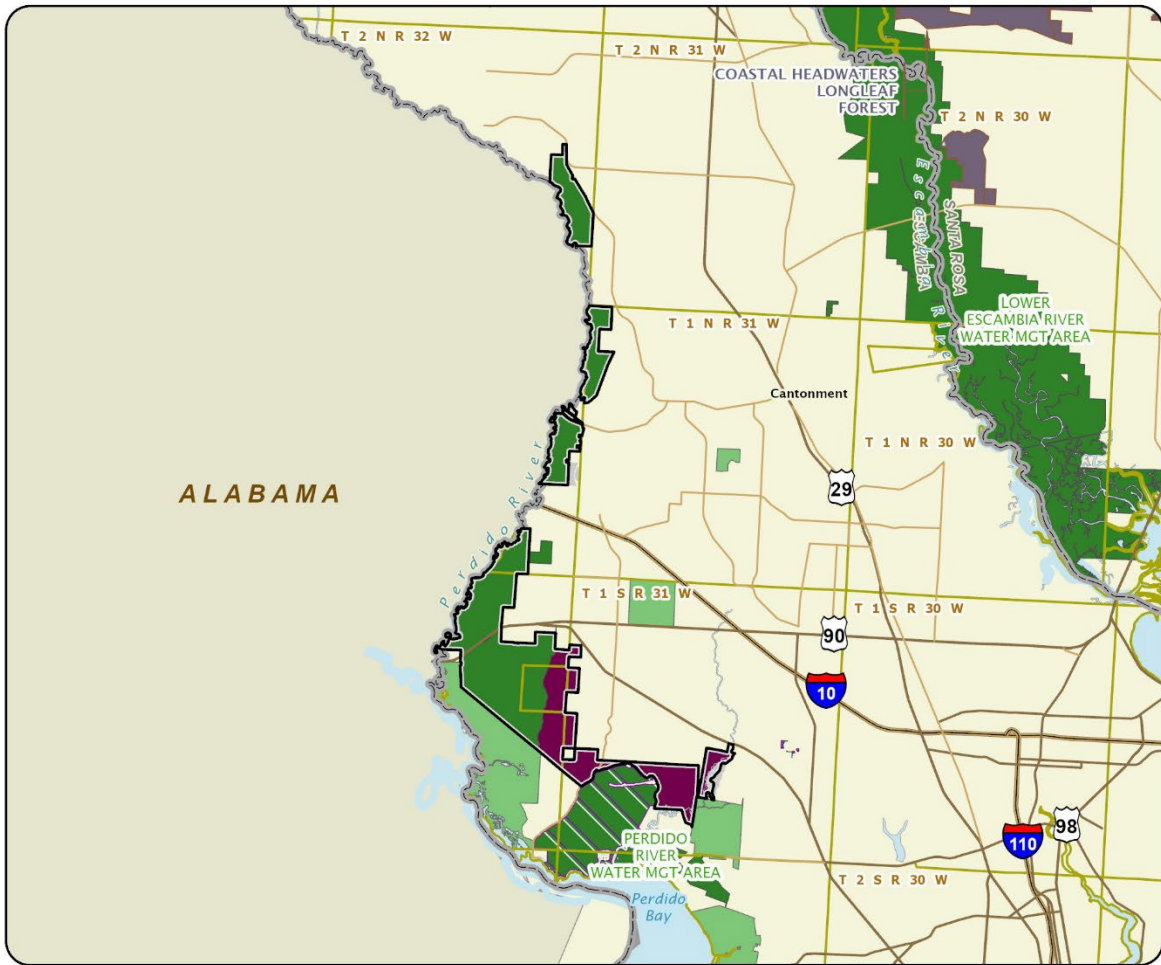 T 2 N R 32 W
T 2 N R 31 W
COASTAL HEADWATERS
LONGLEAF
FOREST
T 2 N R 30 W
Escambia River
ESCAMBIA
SANTA ROSA
LOWER
ESCAMBIA RIVER
WATER MGT AREA
T 1 N R 31 W
Cantonment
T 1 N R 30 W
ALABAMA
Perdido River
29
T 1 S R 31 W
T 1 S R 30 W
90
10
PERDIDO
RIVER
WATER MGT AREA
110
98
T 2 S R 30 W
Perdido
Bay